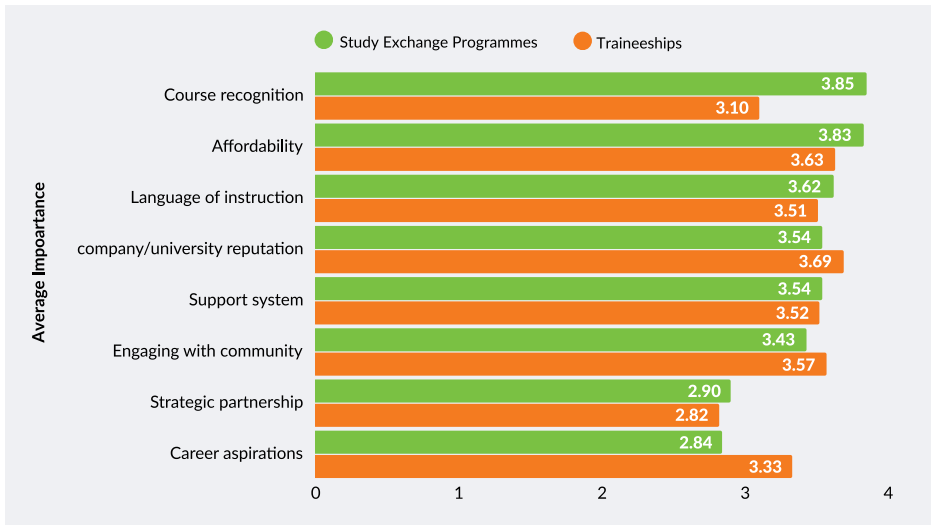 Study Exchange Programmes
Traineeships
Average Impoartance
Course recognition
3.85
3.10
Affordability
3.83
3.63
Language of instruction
3.62
3.51
company/university reputation
3.54
3.69
Support system
3.54
3.52
Engaging with community
3.43
3.57
Strategic partnership
2.90
2.82
Career aspirations
2.84
3.33
0 1 2 3 4